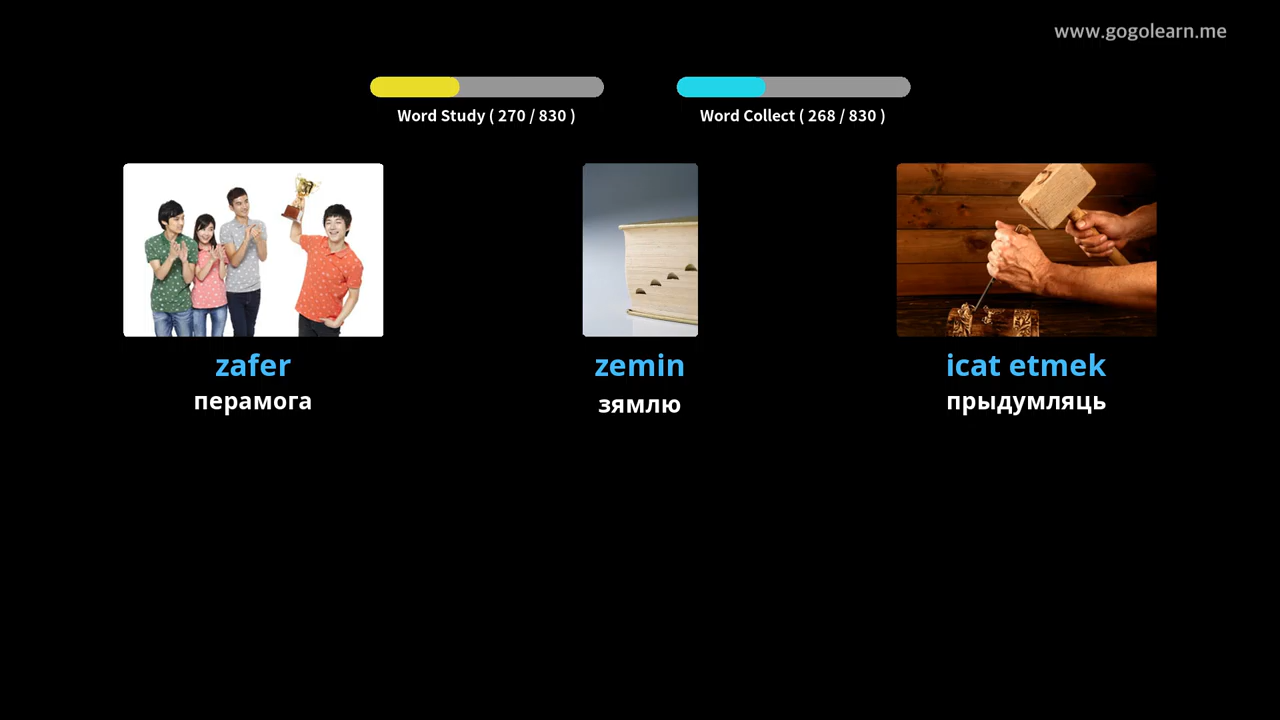 www.gogolearn.me
Word Study ( 270 / 830 )
Word Collect ( 268 / 830 )
zafer
перамога
zemin
зямлю
icat etmek
прыдумляць